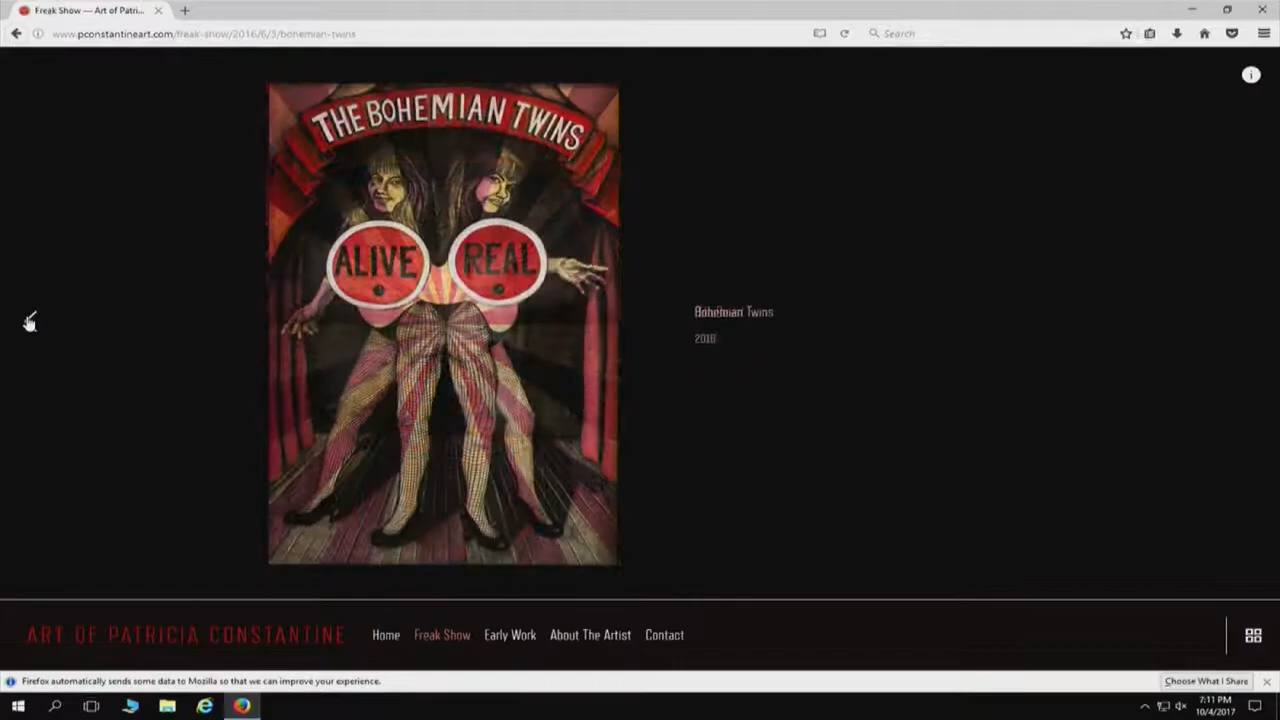 Freak Show — Art of Patri...
www.pconstantineart.com/freak-show/2016/6/3/bohemian-twins
Search
THE BOHEMIAN TWINS
ALIVE REAL
Twins
Home Freak Show Early Work About The Artist Contact
ART OF PATRICIA CONSTANTINE
Firefox automatically sends some data to Mozilla so that we can improve your experience.
Choose What I Share
7:11 PM
10/4/2017